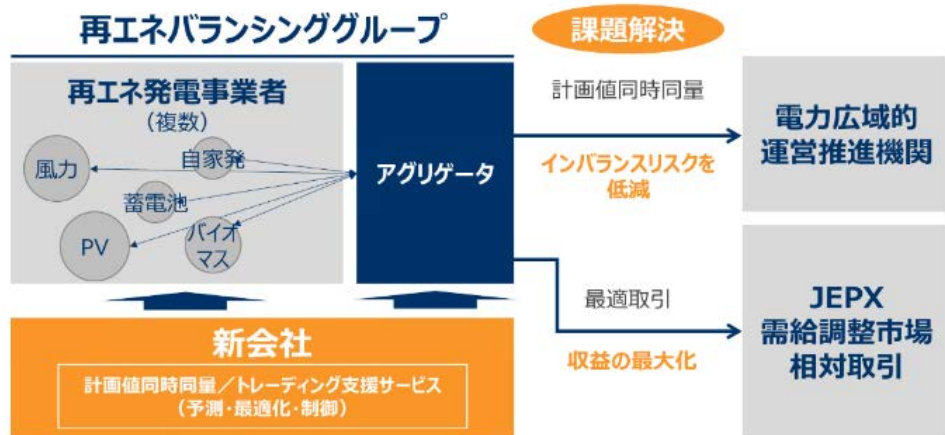 再エネバランシンググループ
課題解決
再エネ発電事業者
（複数）
風力
自家発
蓄電池
PV
バイオ
マス
アグリゲータ
計画値同時同量
インバランスリスクを
低減
電力広域的
運営推進機関
最適取引
収益の最大化
JEPX
需給調整市場
相対取引
新会社
計画値同時同量／トレーディング支援サービス
（予測・最適化・制御）